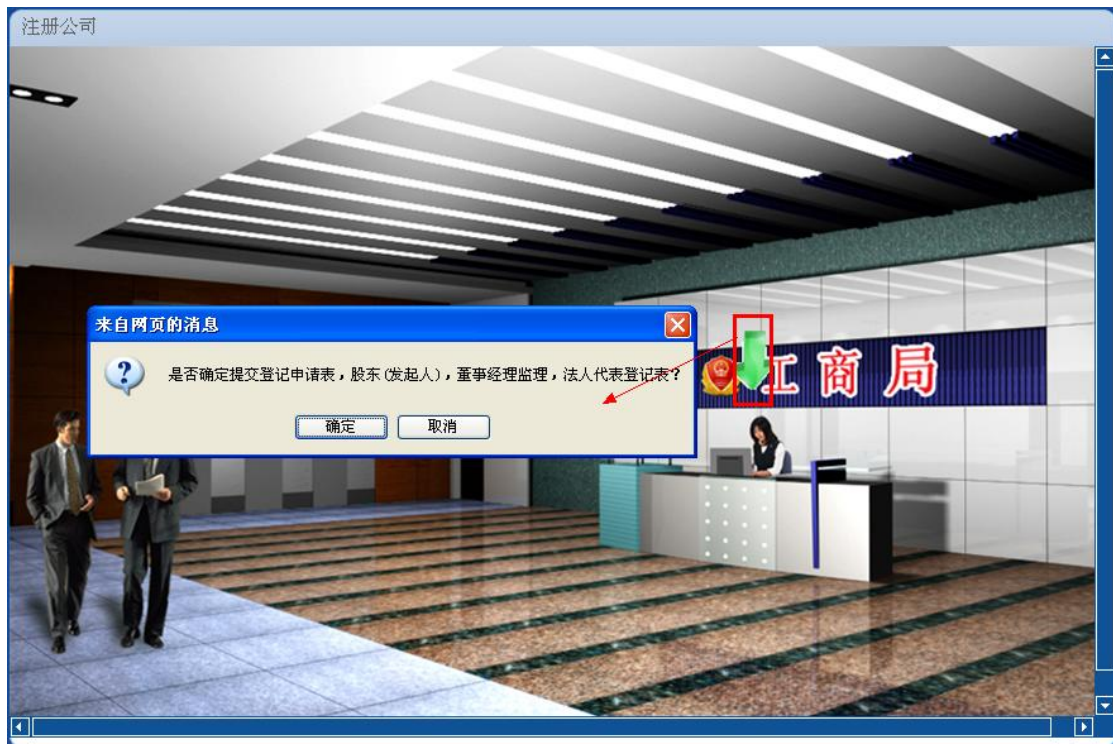 注册公司
来自网页的消息
是否确定提交登记申请表，股东(发起人)，董事经理监理，法人代表登记表？
确定
取消
工商局